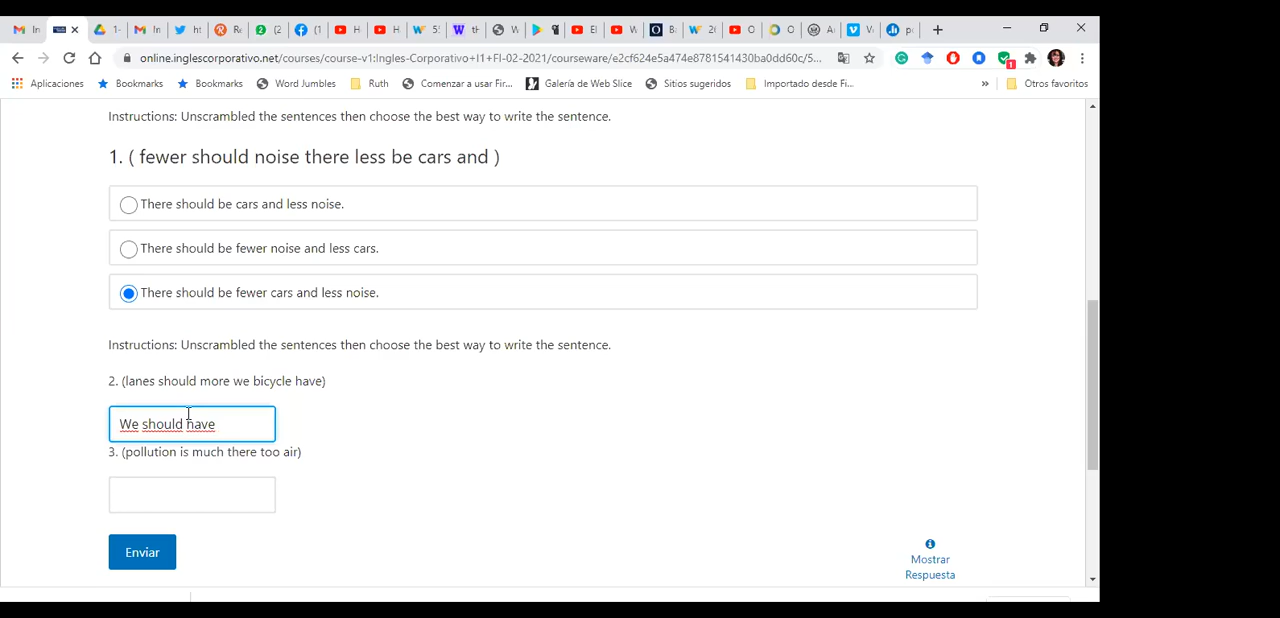 online.inglescorporativo.net/courses/course-v1:Ingles-Corporativo+I1+FI-02-2021/courseware/e2cf624e5a474e8781541430ba0dd60c/5...
Aplicaciones Bookmarks Bookmarks Word Jumbles Ruth Comenzar a usar Fir... Galería de Web Slice Sitios sugeridos Importado desde Fi... » Otros favoritos
Instructions: Unscrambled the sentences then choose the best way to write the sentence.
1. ( fewer should noise there less be cars and )
There should be cars and less noise.
There should be fewer noise and less cars.
There should be fewer cars and less noise.
Instructions: Unscrambled the sentences then choose the best way to write the sentence.
2. (lanes should more we bicycle have)
We should have
3. (pollution is much there too air)
Enviar
Mostrar
Respuesta